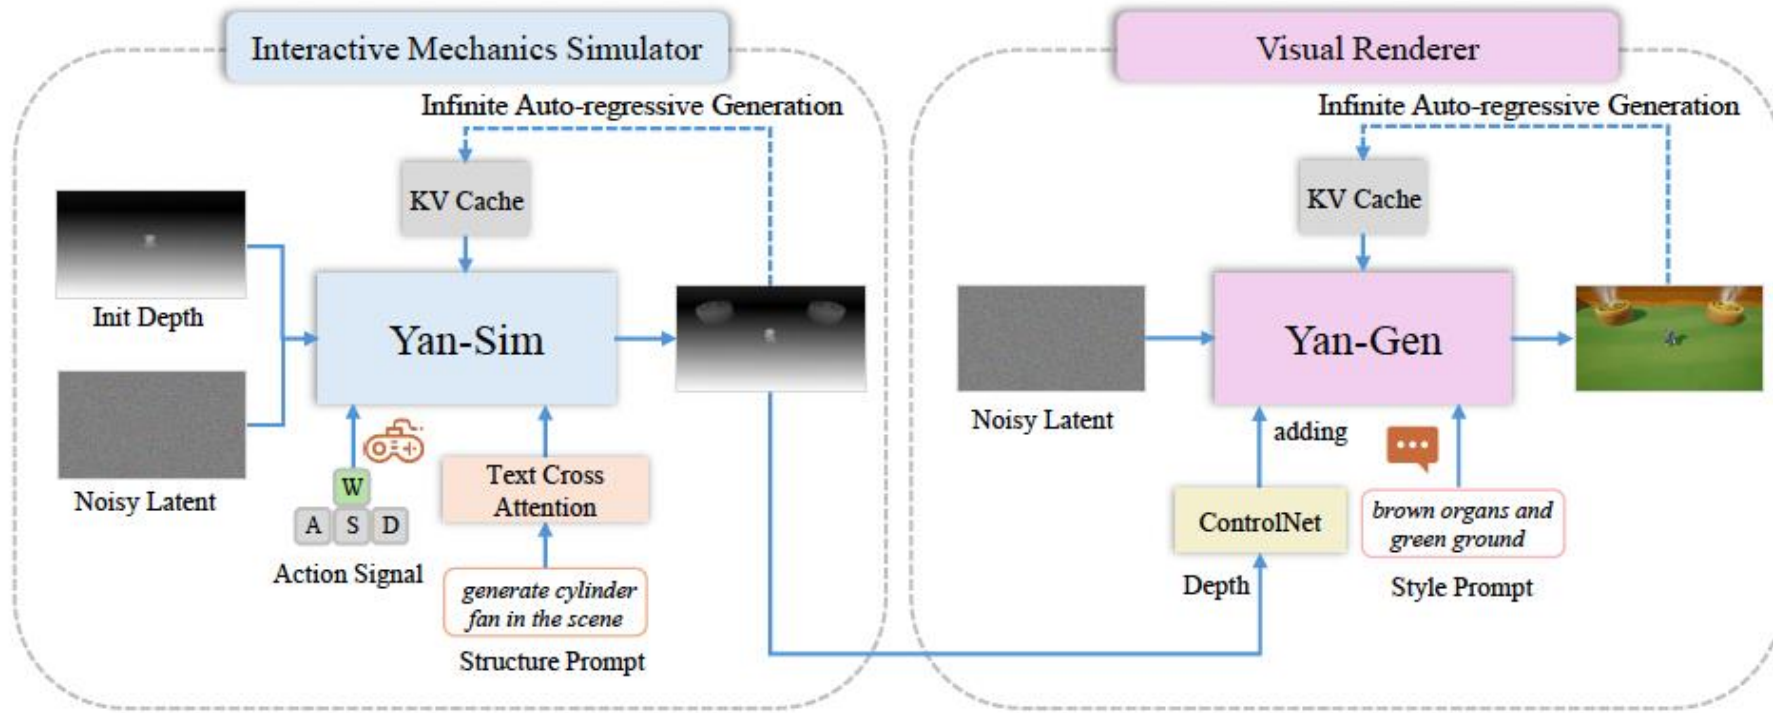 Interactive Mechanics Simulator
Infinite Auto-regressive Generation
KV Cache
Init Depth
Yan-Sim
Noisy Latent
W
A S D
Action Signal
Text Cross
Attention
generate cylinder
fan in the scene
Structure Prompt
Visual Renderer
Infinite Auto-regressive Generation
KV Cache
Yan-Gen
Noisy Latent
adding
ControlNet
Depth
brown organs and
green ground
Style Prompt